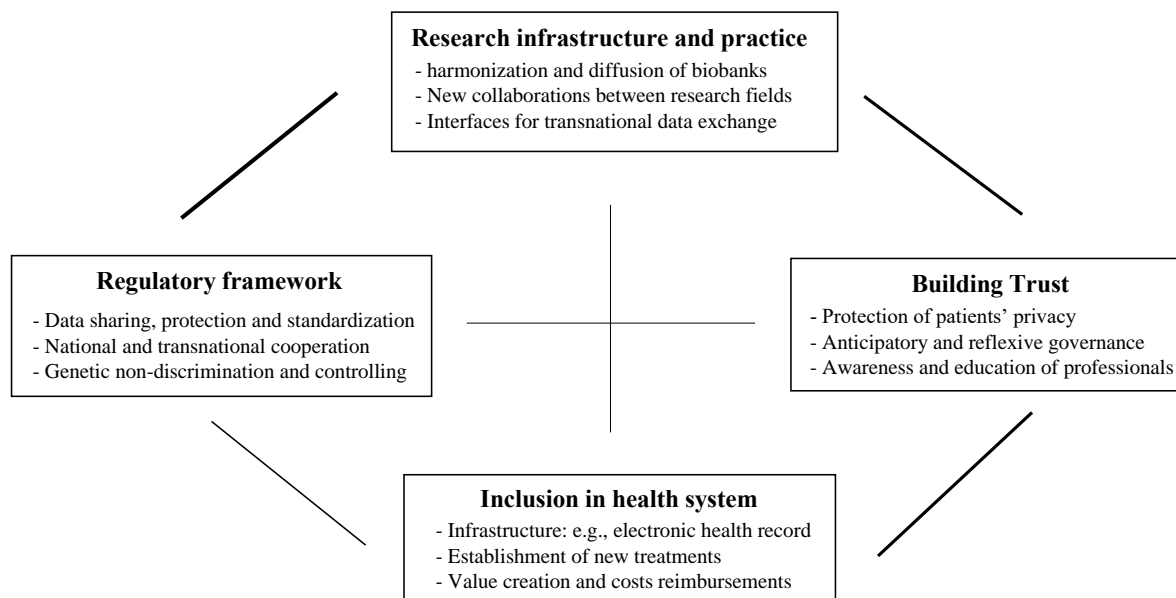 Research infrastructure and practice
- harmonization and diffusion of biobanks
- New collaborations between research fields
- Interfaces for transnational data exchange
Regulatory framework
- Data sharing, protection and standardization
- National and transnational cooperation
- Genetic non-discrimination and controlling
Building Trust
- Protection of patients’ privacy
- Anticipatory and reflexive governance
- Awareness and education of professionals
Inclusion in health system
- Infrastructure: e.g., electronic health record
- Establishment of new treatments
- Value creation and costs reimbursements